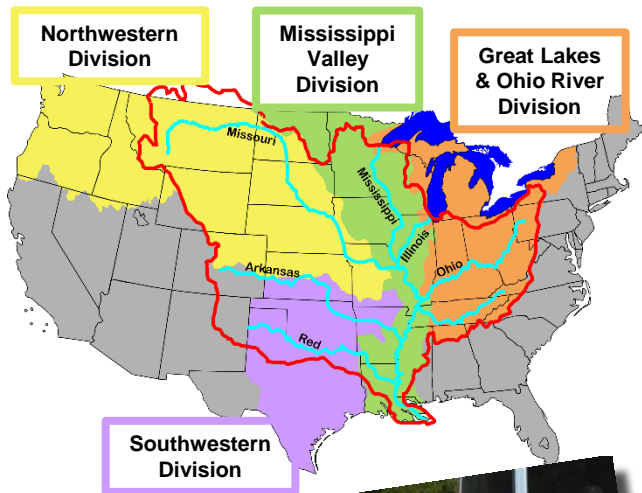 Northwestern
Division
Mississippi
Valley
Division
Great Lakes
& Ohio River
Division
Missouri
Mississippi
Illinois
Ohio
Arkansas
Red
Southwestern
Division